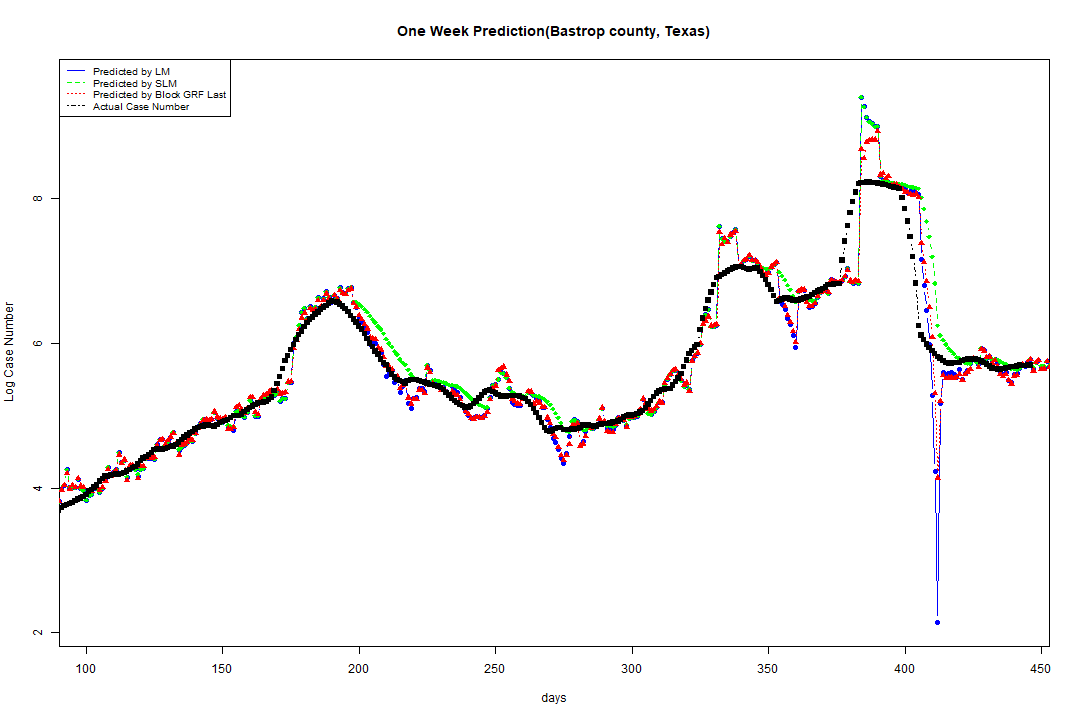 One Week Prediction(Bastrop county, Texas)
Predicted by LM
Predicted by SLM
Predicted by Block GRF Last
Actual Case Number
Log Case Number
8
6
4
2
100 150 200 250 300 350 400 450
days